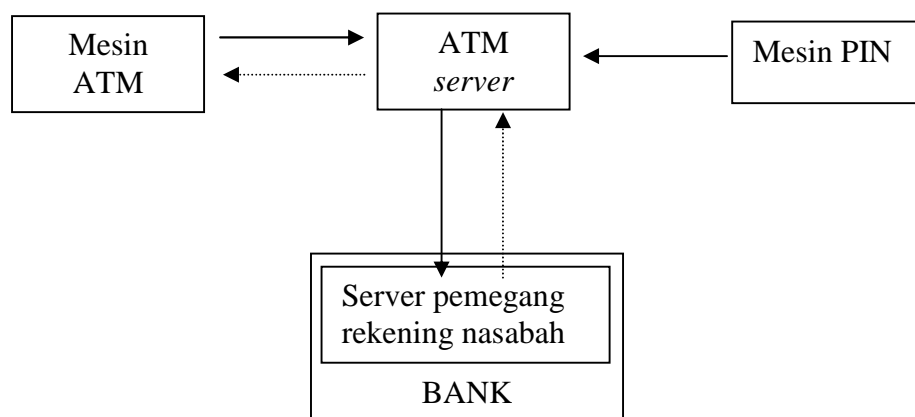 Mesin
ATM
ATM
server
Mesin PIN
Server pemegang
rekening nasabah
BANK